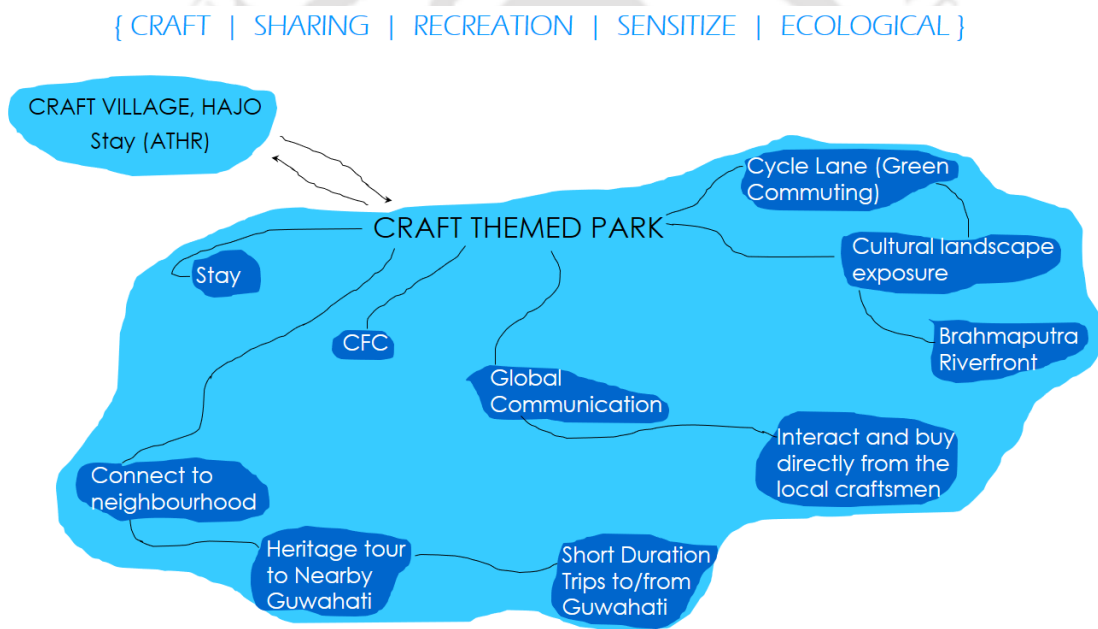 { CRAFT | SHARING | RECREATION | SENSITIZE | ECOLOGICAL }
CRAFT VILLAGE, HAJO
Stay (ATHR)
Cycle Lane (Green
Commuting)
CRAFT THEMED PARK
Cultural landscape
exposure
Stay
CFC
Brahmaputra
Riverfront
Global
Communication
Interact and buy
directly from the
local craftsmen
Connect to
neighbourhood
Heritage tour
to Nearby
Guwahati
Short Duration
Trips to/from
Guwahati